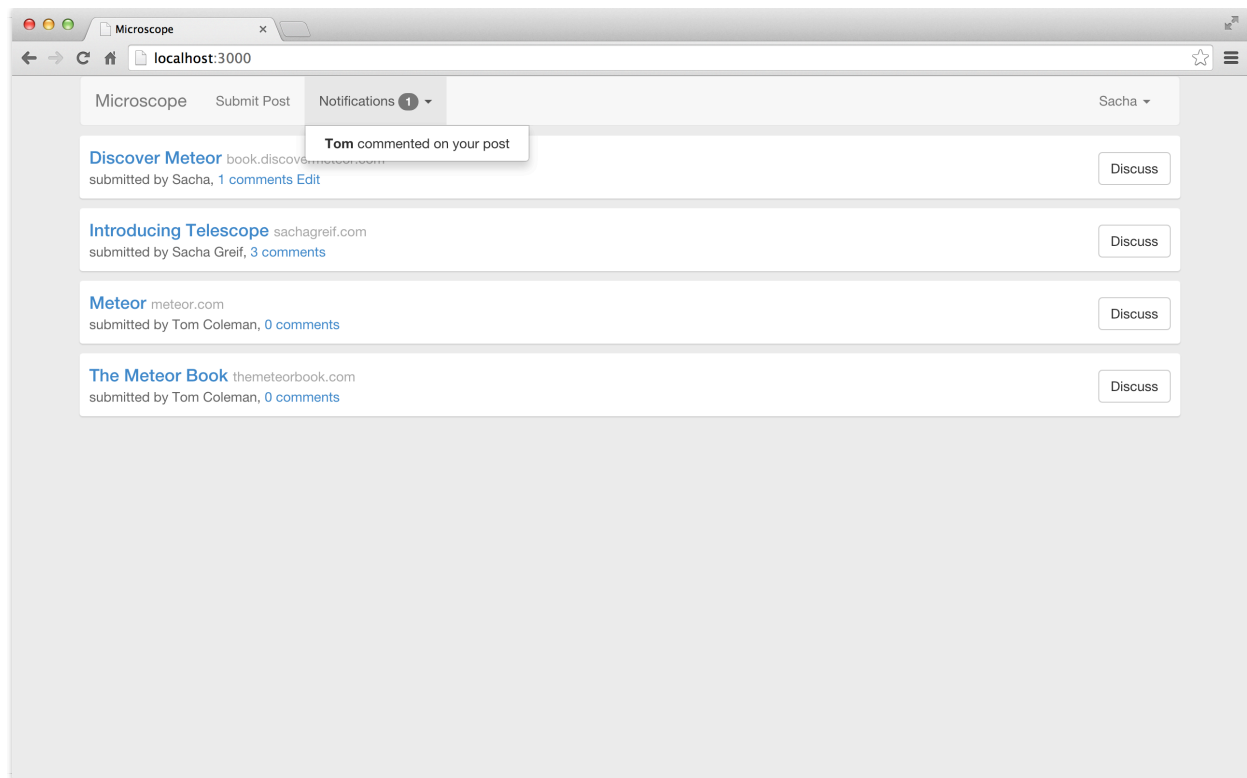 Microscope
localhost:3000
Microscope Submit Post Notifications 1 Sacha
Tom commented on your post
Discover Meteor book.discovermeteor.com
submitted by Sacha, 1 comments Edit
Discuss
Introducing Telescope sachagreif.com
submitted by Sacha Greif, 3 comments
Discuss
Meteor meteor.com
submitted by Tom Coleman, 0 comments
Discuss
The Meteor Book themeteorbook.com
submitted by Tom Coleman, 0 comments
Discuss